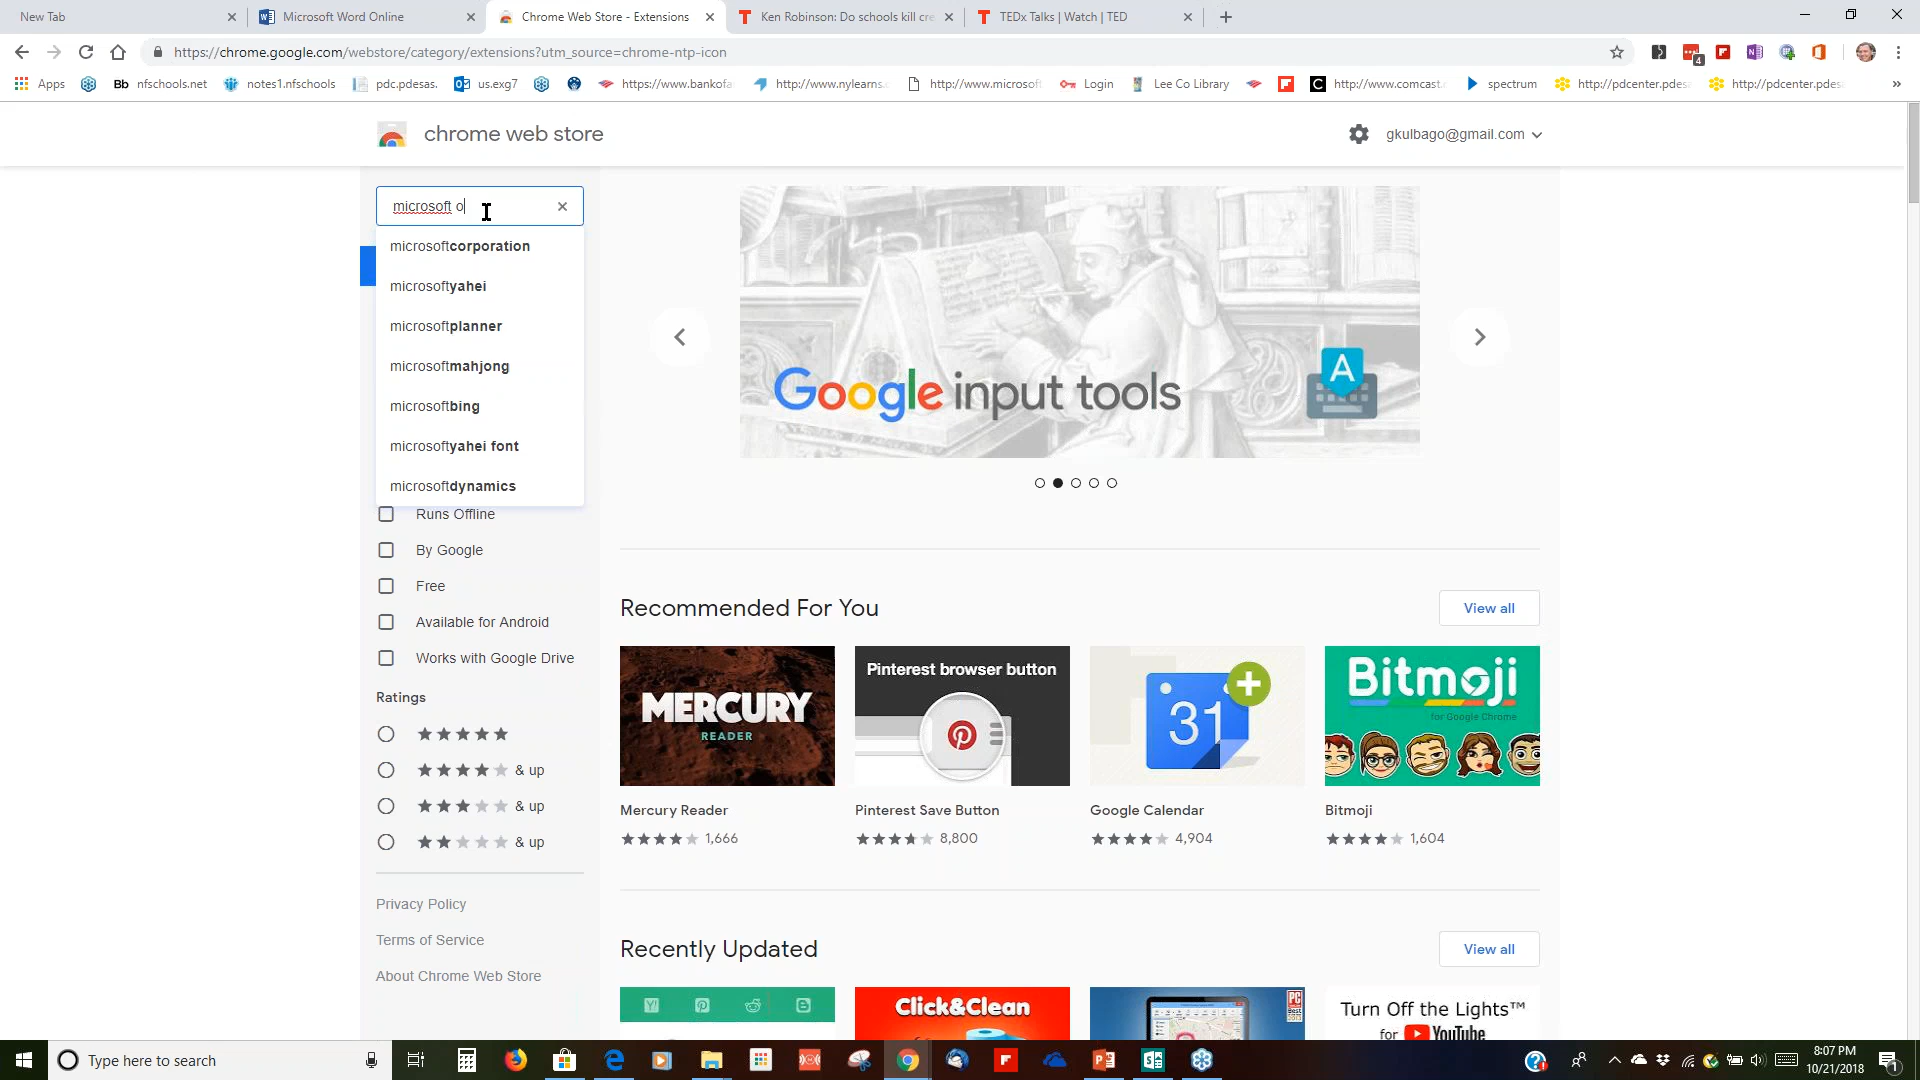 New Tab
Microsoft Word Online
Chrome Web Store - Extensions
Ken Robinson: Do schools kill cre
TEDx Talks | Watch | TED
https://chrome.google.com/webstore/category/extensions?utm_source=chrome-ntp-icon
4
Apps
Bb nfschools.net
notes1.nfschools
pdc.pdesas.
us.exg7
https://www.bankofa
http://www.nylearns.
http://www.microsoft
Login
Lee Co Library
http://www.comcast.
spectrum
http://pdcenter.pdes
http://pdcenter.pdes
chrome web store
gkulbago@gmail.com
microsoft o
microsoftcorporation
microsoftyahei
microsoftplanner
microsoftmahjong
microsoftbing
microsoftyahei font
microsoftdynamics
Runs Offline
By Google
Free
Available for Android
Works with Google Drive
Ratings
& up
& up
& up
Privacy Policy
Terms of Service
About Chrome Web Store
A
Google input tools
Recommended For You
View all
MERCURY
READER
Pinterest browser button
31
Bitmoji
for Google Chrome
Mercury Reader
Pinterest Save Button
Google Calendar
Bitmoji
1,666
8,800
4,904
1,604
Recently Updated
View all
Click&Clean
Turn Off the Lights™
for YouTube
Type here to search
8:07 PM
10/21/2018
1